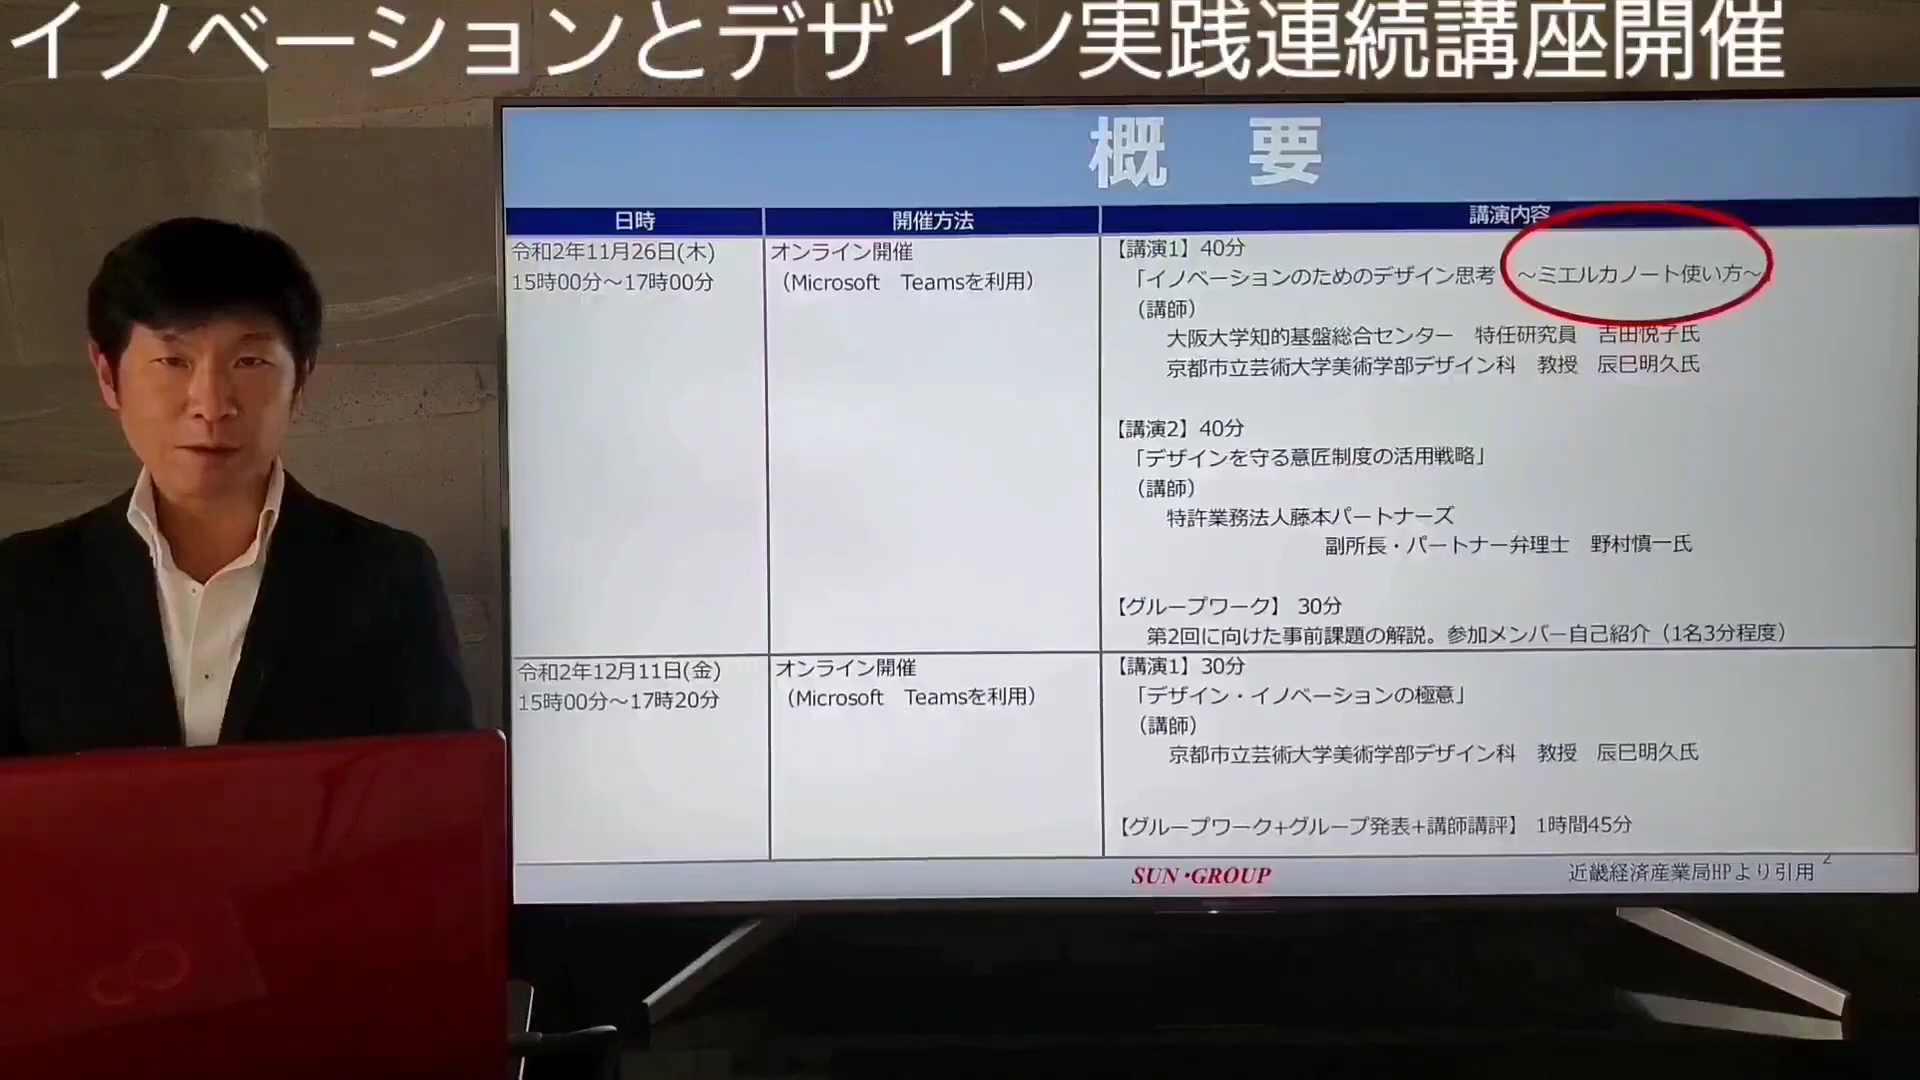 イノベーションとデザイン実践連続講座開催
概 要
日時 開催方法 講演内容
令和2年11月26日(木)
15時00分～17時00分
オンライン開催
（Microsoft Teamsを利用）
【講演1】40分
「イノベーションのためのデザイン思考 ～ミエルカノート使い方～」
（講師）
大阪大学知的基盤総合センター 特任研究員 吉田悦子氏
京都市立芸術大学美術学部デザイン科 教授 辰巳明久氏
【講演2】40分
「デザインを守る意匠制度の活用戦略」
（講師）
特許業務法人藤本パートナーズ
副所長・パートナー弁理士 野村慎一氏
【グループワーク】 30分
第2回に向けた事前課題の解説。参加メンバー自己紹介（1名3分程度）
令和2年12月11日(金)
15時00分～17時20分
オンライン開催
（Microsoft Teamsを利用）
【講演1】30分
「デザイン・イノベーションの極意」
（講師）
京都市立芸術大学美術学部デザイン科 教授 辰巳明久氏
【グループワーク+グループ発表+講師講評】 1時間45分
SUN・GROUP
近畿経済産業局HPより引用
2